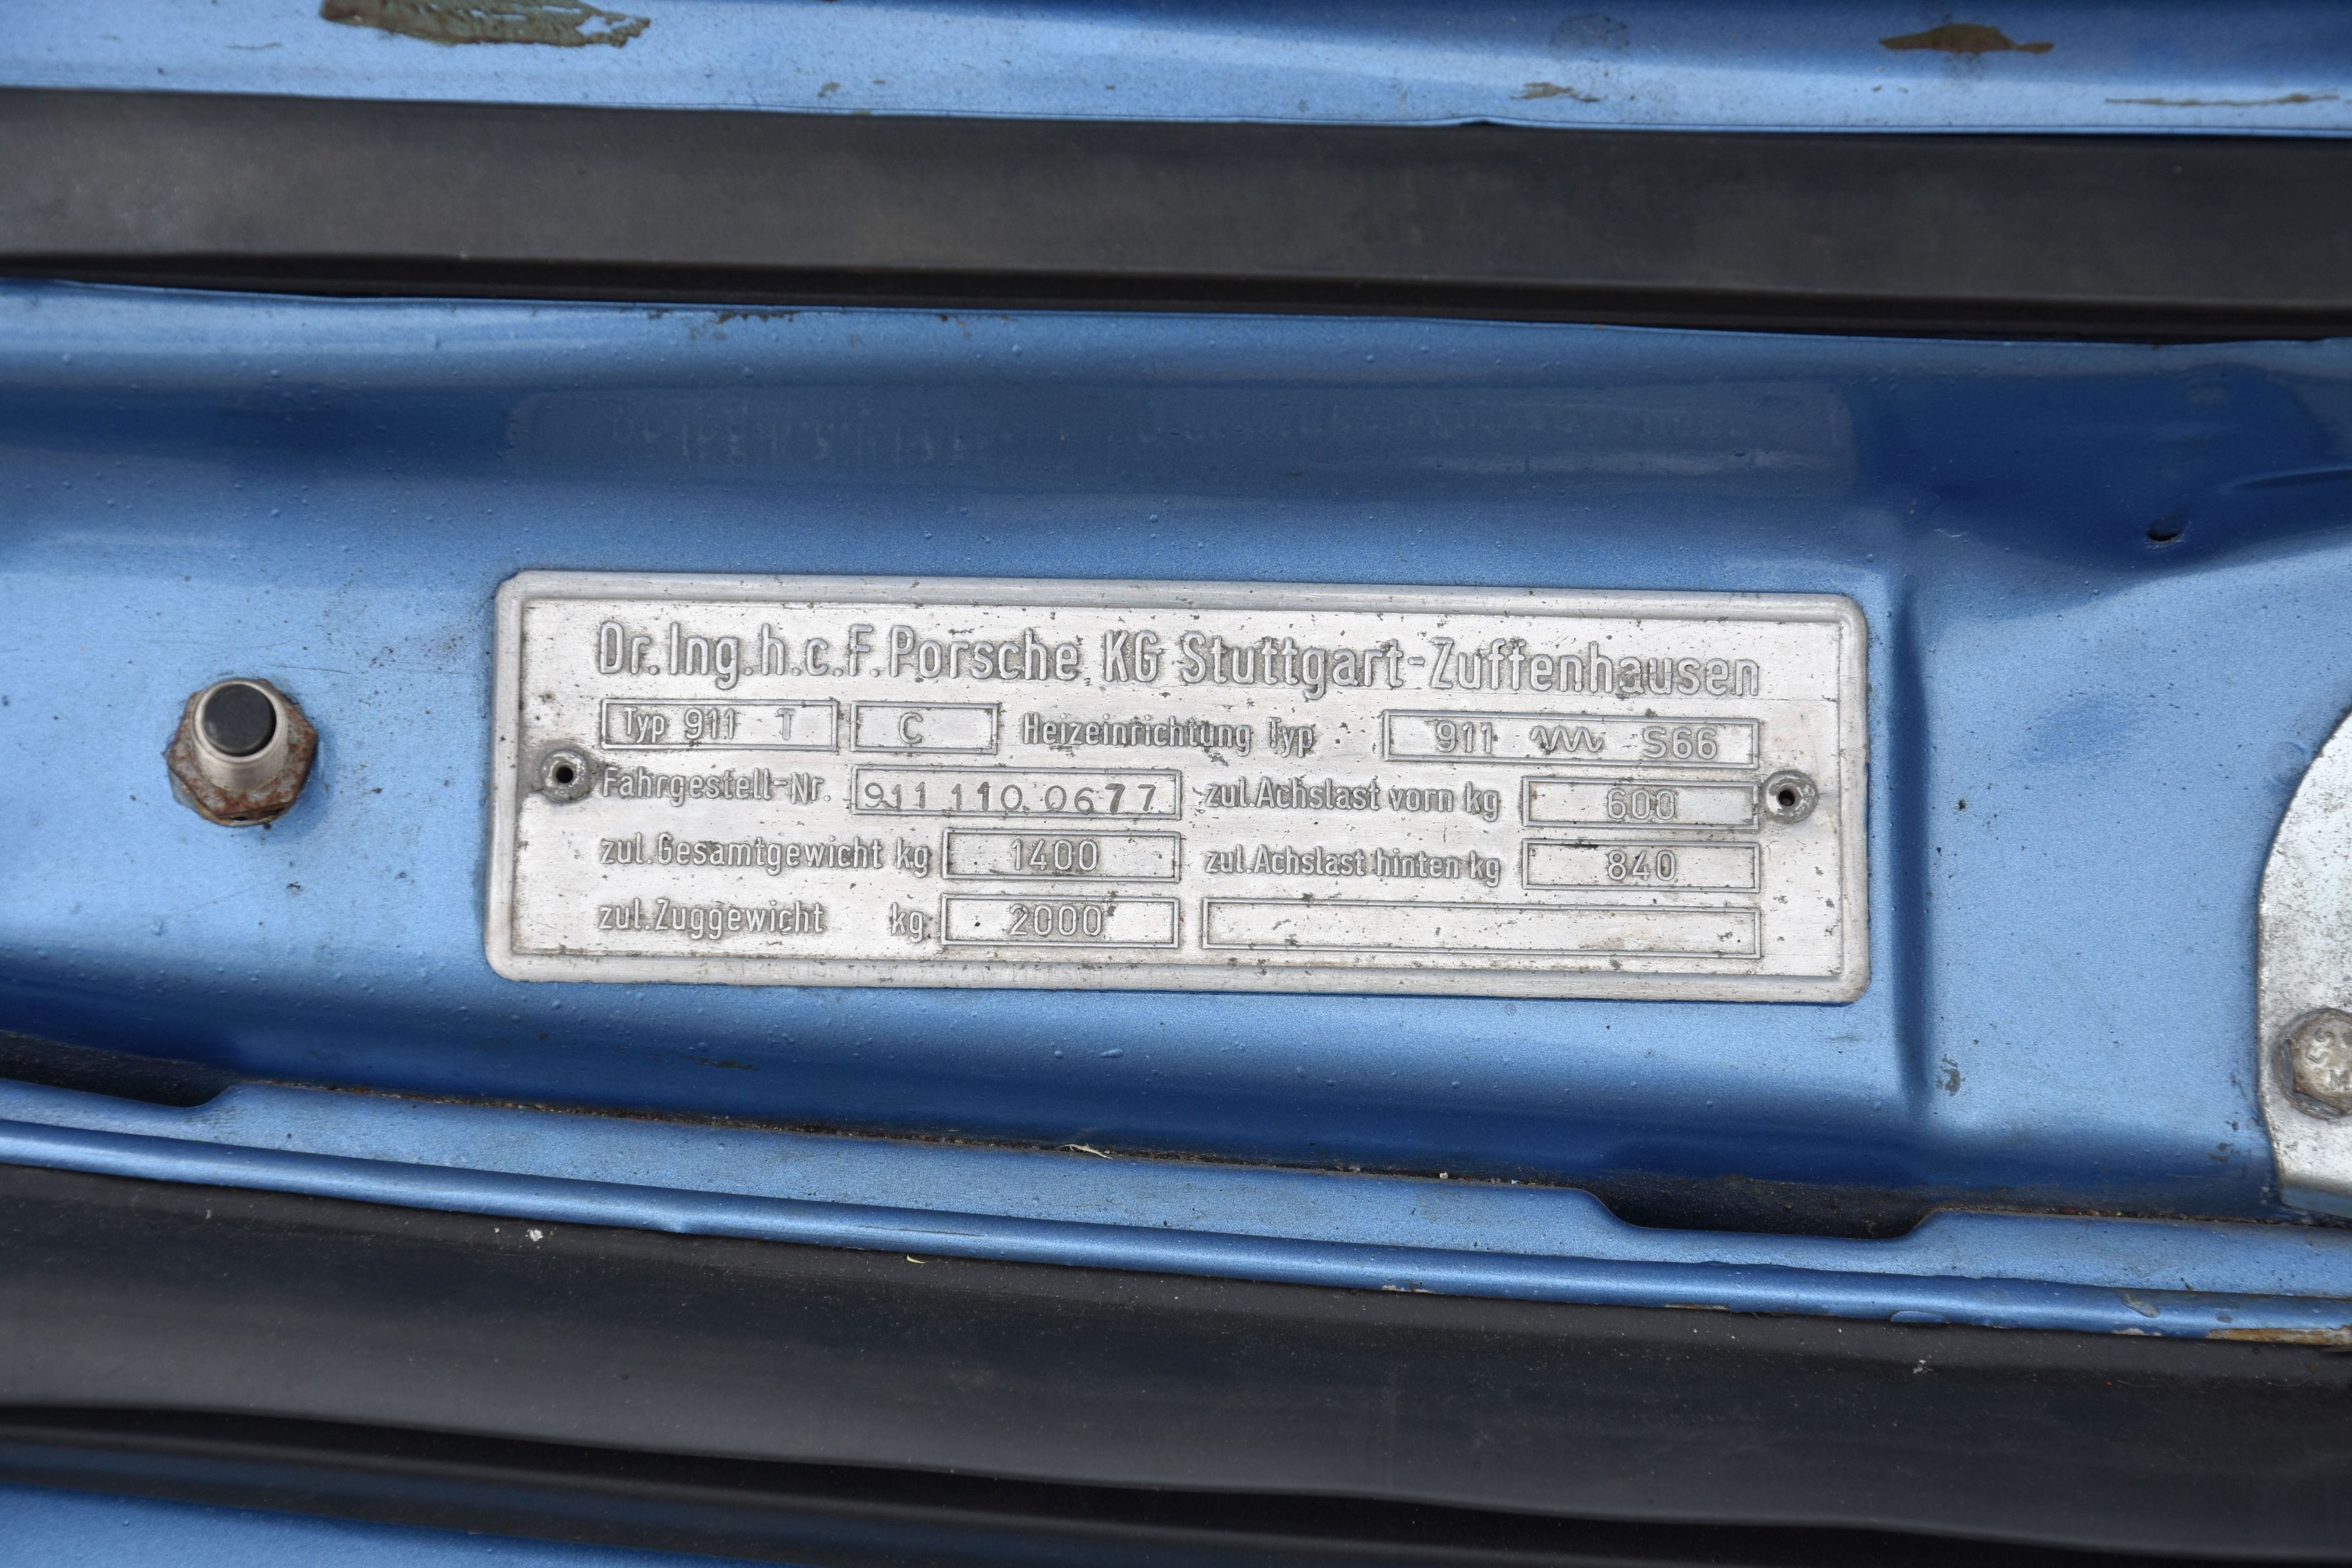 Dr.Ing.h.c.F.Porsche KG Stuttgart-Zuffenhausen
Typ 911 T C Heizeinrichtung Typ 911 S66
Fahrgestell-Nr. 911 110 0677 zul.Achslast vorn kg 600
zul.Gesamtgewicht kg 1400 zul.Achslast hinten kg 840
zul.Zuggewicht kg 2000